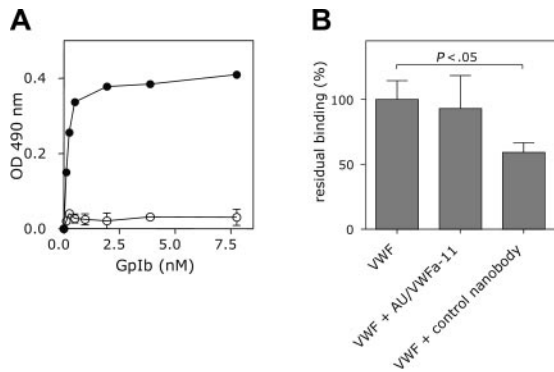 A
OD 490 nm
0.4
0.2
0.0
0.0
2.5
5.0
7.5
GpIb (nM)
B
P<.05
residual binding (%)
100
50
0
VWF
VWF + AU/VWFa-11
VWF + control nanobody